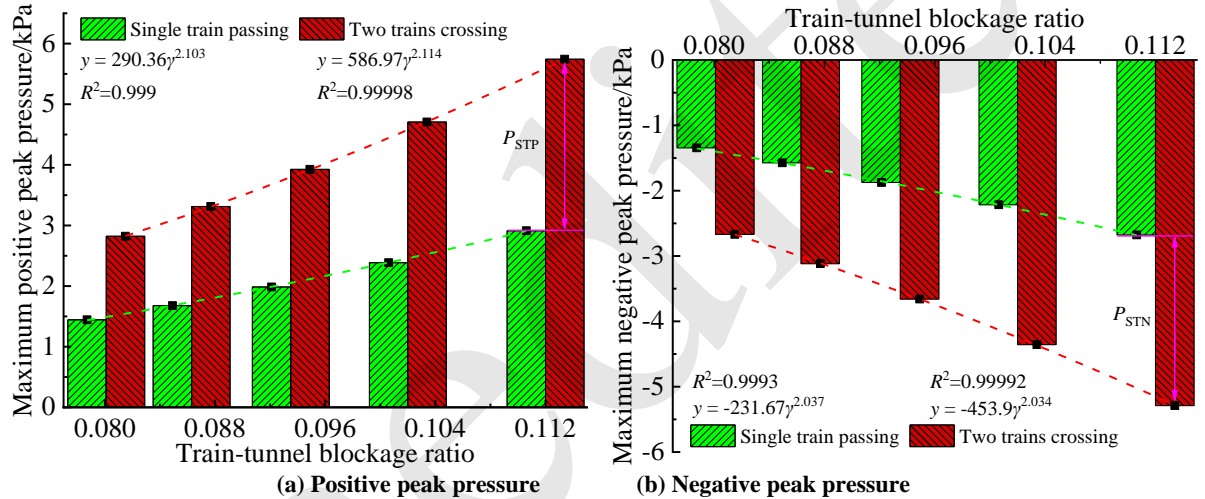 Maximum positive peak pressure/kPa
6
5
4
3
2
1
0
Single train passing
Two trains crossing
y = 290.36γ^2.103
y = 586.97γ^2.114
R²=0.999
R²=0.99998
P_STP
0.080 0.088 0.096 0.104 0.112
Train-tunnel blockage ratio
(a) Positive peak pressure
Train-tunnel blockage ratio
0.080 0.088 0.096 0.104 0.112
Maximum negative peak pressure/kPa
0
-1
-2
-3
-4
-5
-6
P_STN
R²=0.9993
R²=0.99992
y = -231.67γ^2.037
y = -453.9γ^2.034
Single train passing
Two trains crossing
(b) Negative peak pressure